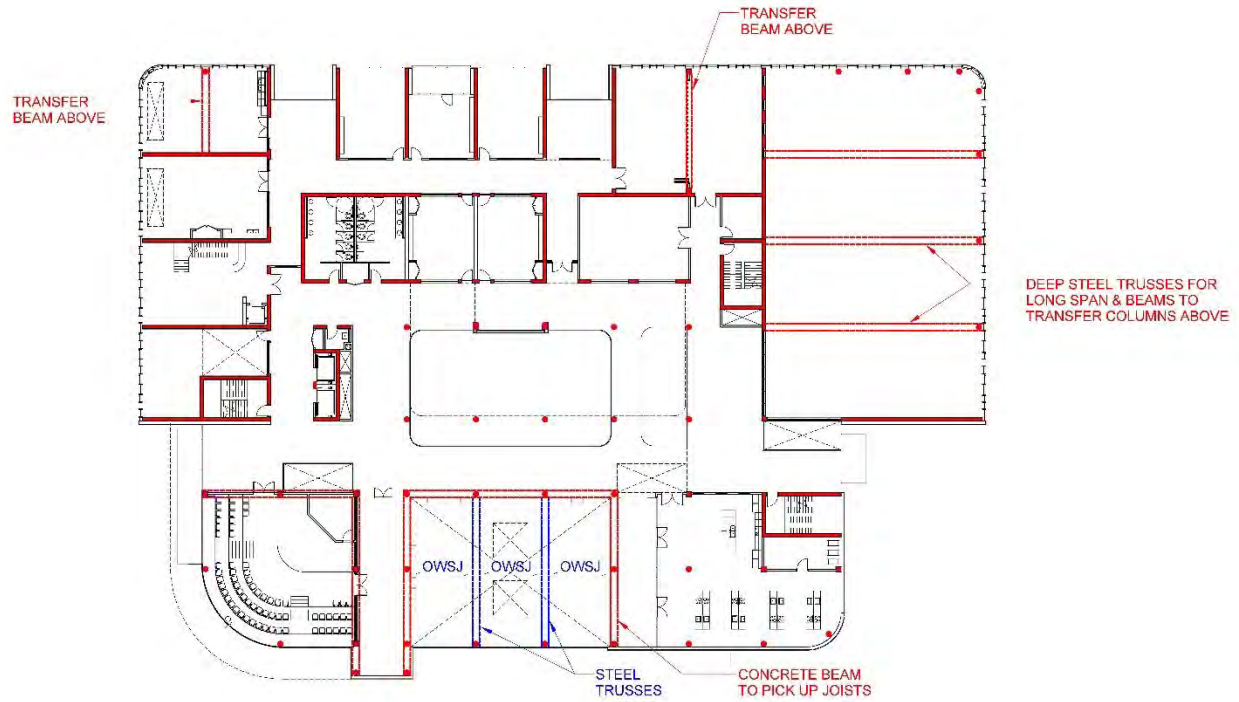 TRANSFER
BEAM ABOVE
TRANSFER
BEAM ABOVE
DEEP STEEL TRUSSES FOR
LONG SPAN & BEAMS TO
TRANSFER COLUMNS ABOVE
OWSJ
OWSJ
OWSJ
STEEL
TRUSSES
CONCRETE BEAM
TO PICK UP JOISTS